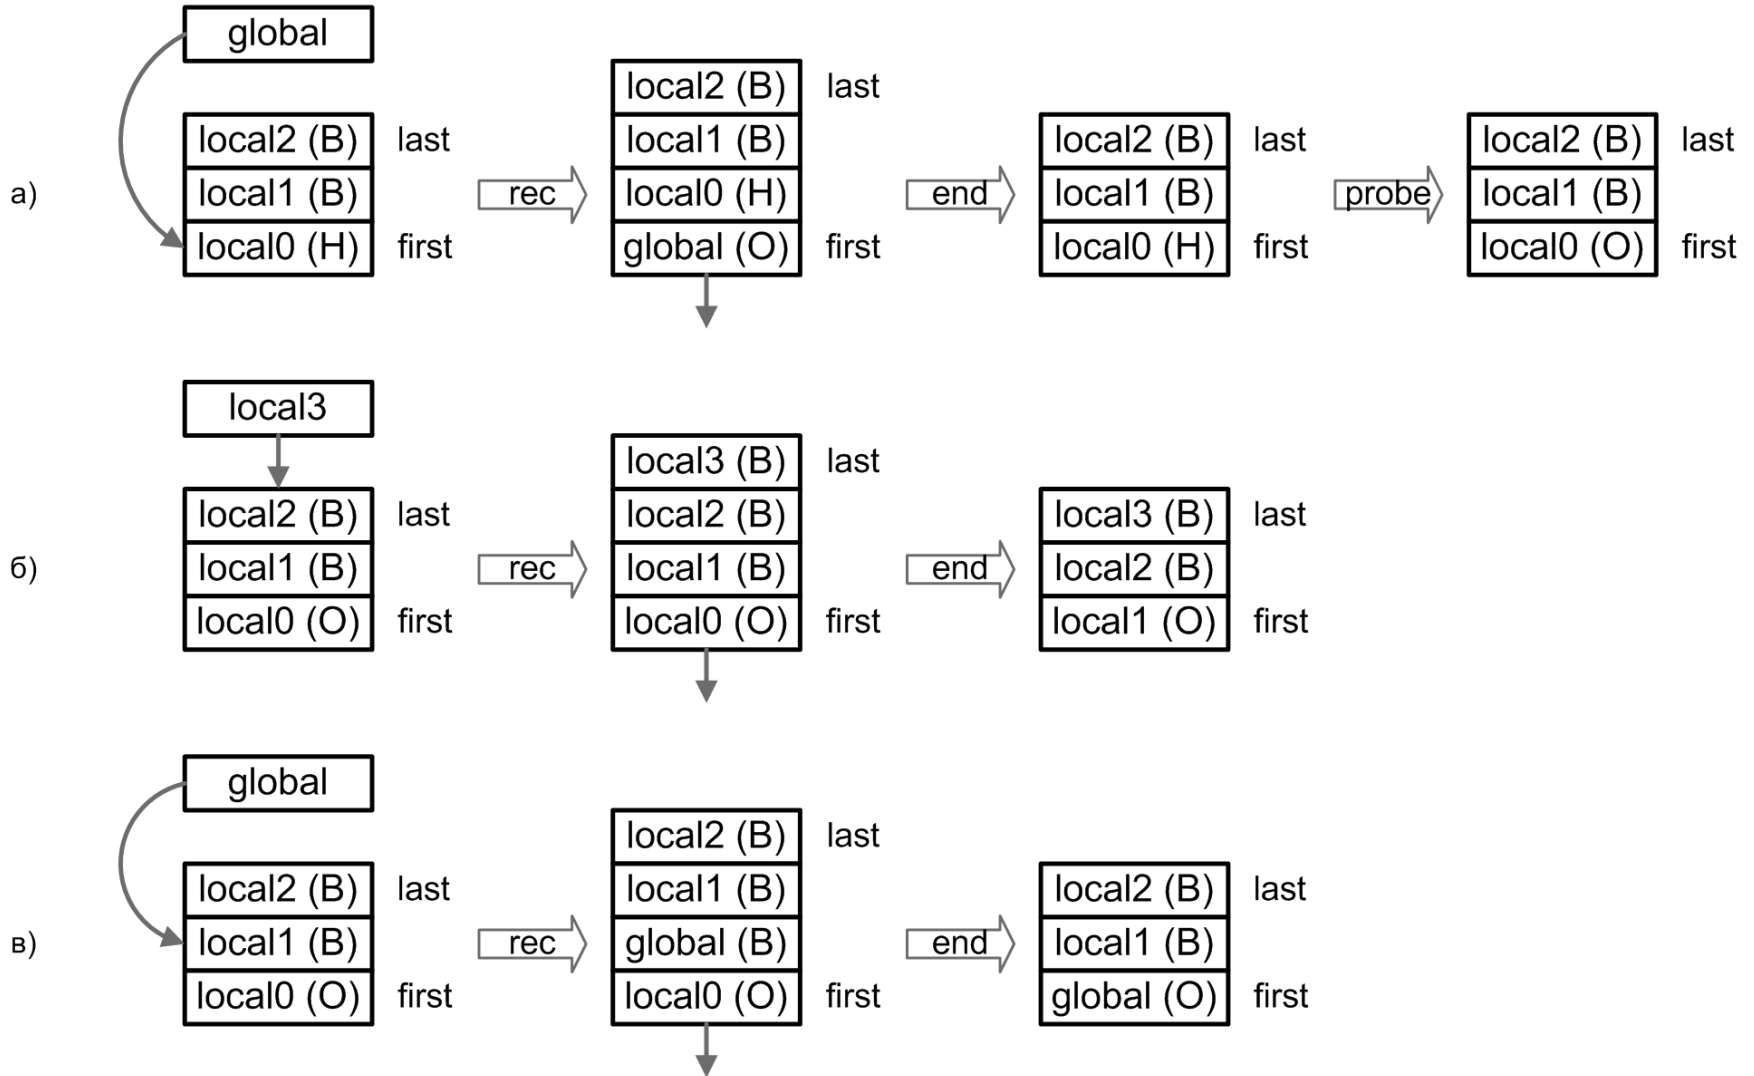 global
local2 (B) last
local2 (B) last local2 (B) last local2 (B) last
local1 (B)
а) local1 (B) rec local0 (H) end local1 (B) probe local1 (B)
local0 (H) first global (O) first local0 (H) first local0 (O) first
local3
local3 (B) last
local2 (B) last local2 (B) local3 (B) last
б) local1 (B) rec local1 (B) end local2 (B)
local0 (O) first local0 (O) first local1 (O) first
global
local2 (B) last
local2 (B) last local1 (B) local2 (B) last
в) local1 (B) rec global (B) end local1 (B)
local0 (O) first local0 (O) first global (O) first